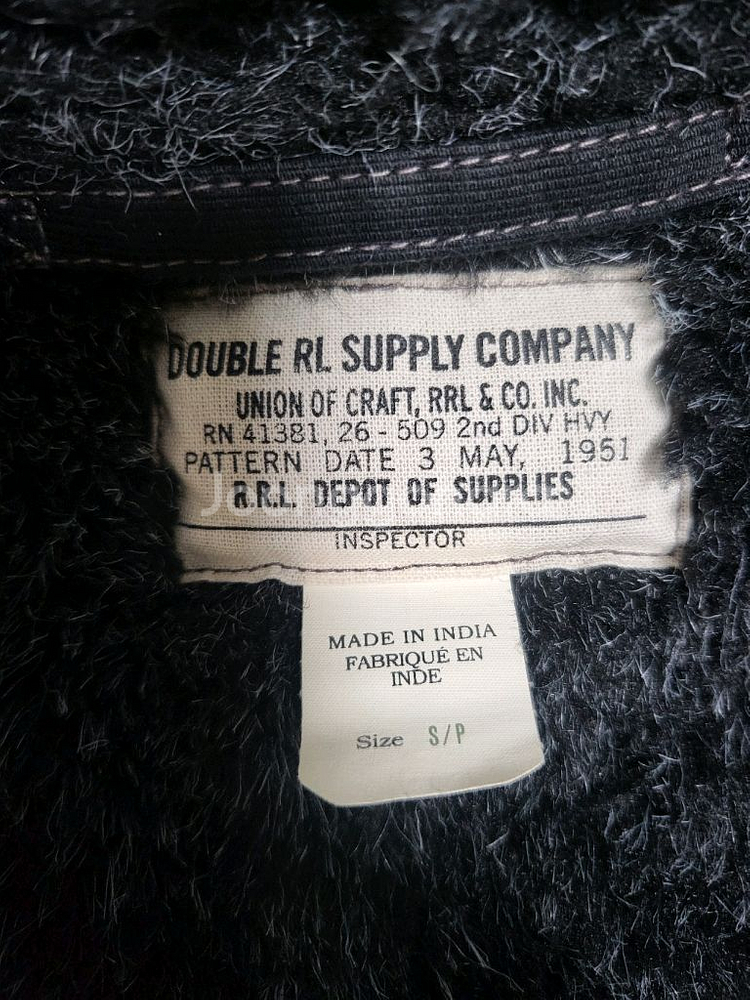 DOUBLE RL SUPPLY COMPANY
UNION OF CRAFT, RRL & CO. INC.
RN 41381, 26 - 509 2nd DIV HVY
PATTERN DATE 3 MAY, 1951
R.R.L. DEPOT OF SUPPLIES
INSPECTOR
MADE IN INDIA
FABRIQUÉ EN
INDE
Size S/P